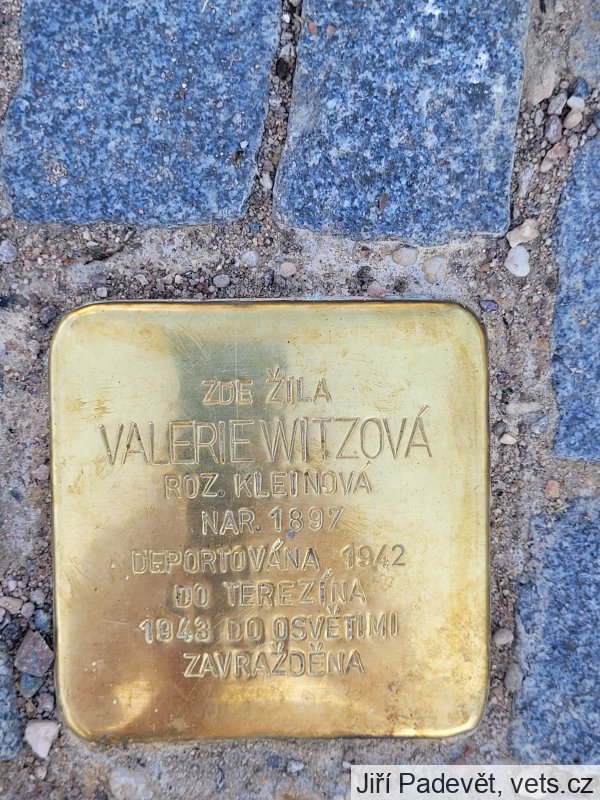 ZDE ŽILA
VALÉRIE WITZOVÁ
ROZ. KLEINOVÁ
NAR. 1897
DEPORTOVÁNA 1942
DO TEREZÍNA
1943 DO OSVĚTIMI
ZAVRAŽDĚNA
Jiří Padevět, vets.cz